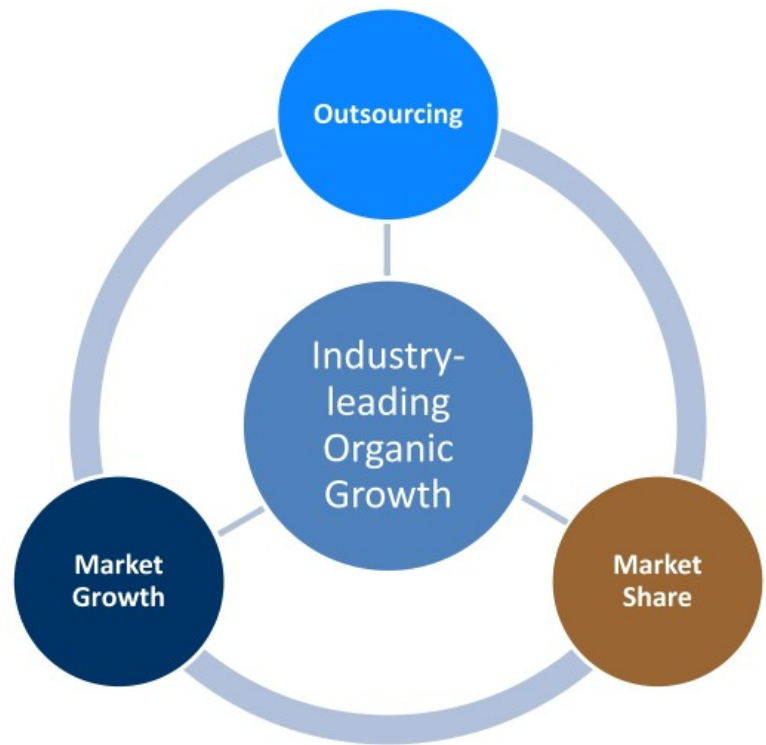 Outsourcing
Industry-
leading
Organic
Growth
Market
Growth
Market
Share